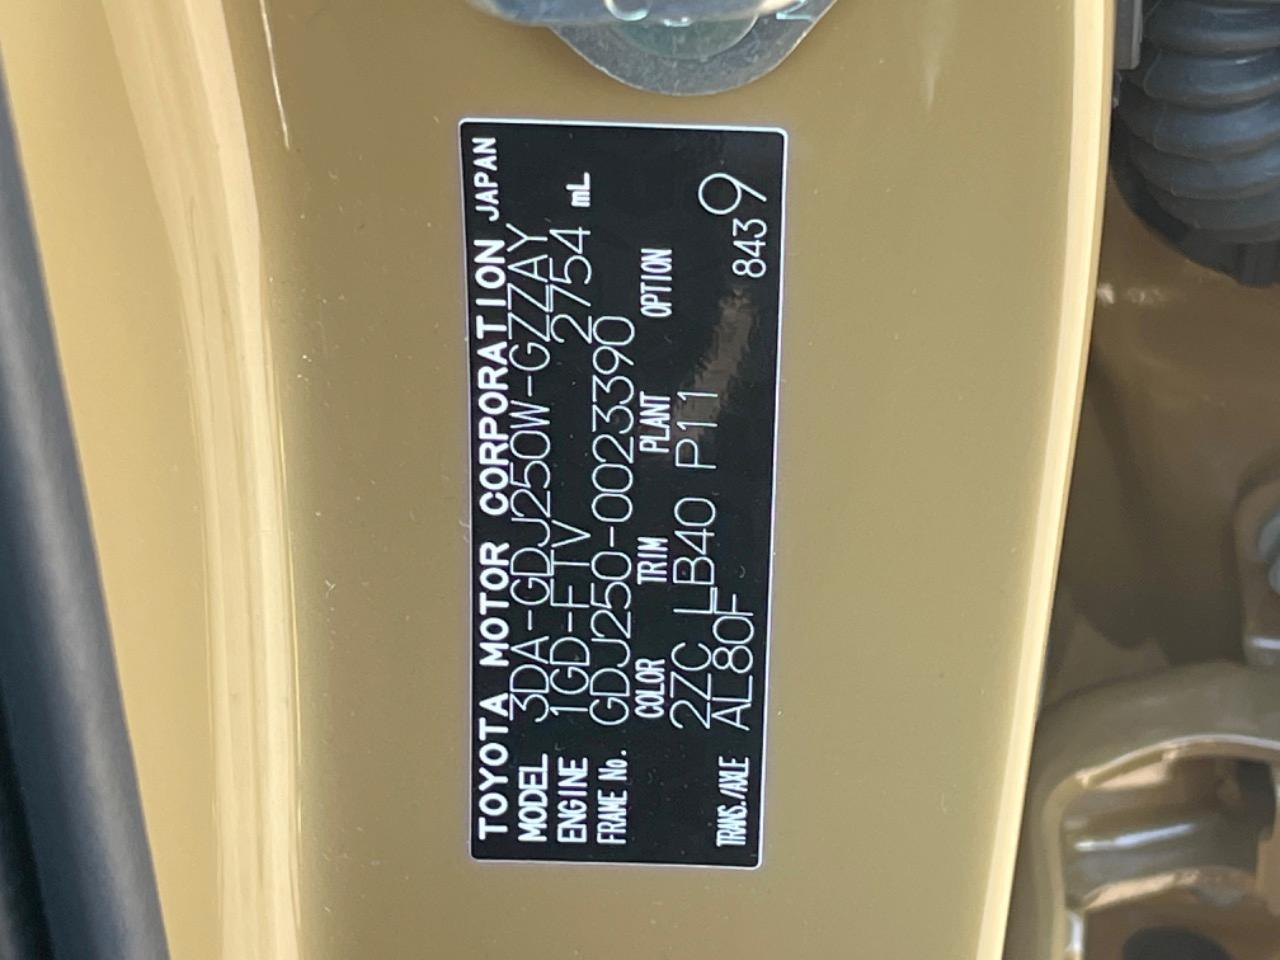 TOYOTA MOTOR CORPORATION JAPAN
MODEL 3DA-GDJ250W-GZZAY
ENGINE 1GD-FTV 2754 mL
FRAME No. GDJ250-0023390
COLOR TRIM PLANT OPTION
2ZC LB40 P11
TRANS./AXLE AL80F 8439